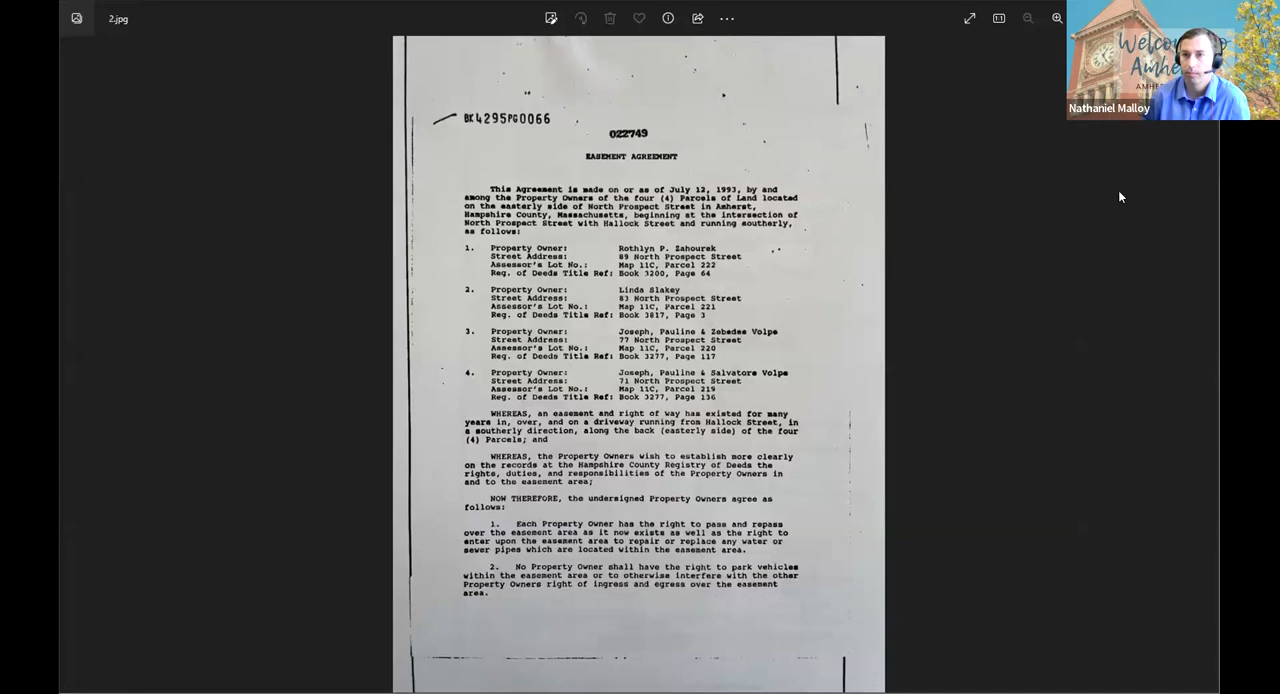 2.jpg
Welcome to
Amhe
AMHE
Nathaniel Malloy
BK4295PG0066
022749
EASEMENT AGREEMENT
This Agreement is made on or as of July 12, 1993, by and
among the Property Owners of the four (4) Parcels of Land located
on the easterly side of North Prospect Street in Amherst,
Hampshire County, Massachusetts, beginning at the intersection of
North Prospect Street with Hallock Street and running southerly,
as follows:
1. Property Owner: Rothlyn P. Zahourek
Street Address: 89 North Prospect Street
Assessor's Lot No.: Map 11C, Parcel 222
Reg. of Deeds Title Ref: Book 3200, Page 64
2. Property Owner: Linda Slakey
Street Address: 83 North Prospect Street
Assessor's Lot No.: Map 11C, Parcel 221
Reg. of Deeds Title Ref: Book 3817, Page 3
3. Property Owner: Joseph, Pauline & Zebedee Volpe
Street Address: 77 North Prospect Street
Assessor's Lot No.: Map 11C, Parcel 220
Reg. of Deeds Title Ref: Book 3277, Page 117
4. Property Owner: Joseph, Pauline & Salvatore Volpe
Street Address: 71 North Prospect Street
Assessor's Lot No.: Map 11C, Parcel 219
Reg. of Deeds Title Ref: Book 3277, Page 136
WHEREAS, an easement and right of way has existed for many
years in, over, and on a driveway running from Hallock Street, in
a southerly direction, along the back (easterly side) of the four
(4) Parcels; and
WHEREAS, the Property Owners wish to establish more clearly
on the records at the Hampshire County Registry of Deeds the
rights, duties, and responsibilities of the Property Owners in
and to the easement area;
NOW THEREFORE, the undersigned Property Owners agree as
follows:
1. Each Property Owner has the right to pass and repass
over the easement area as it now exists as well as the right to
enter upon the easement area to repair or replace any water or
sewer pipes which are located within the easement area.
2. No Property Owner shall have the right to park vehicles
within the easement area or to otherwise interfere with the other
Property Owners right of ingress and egress over the easement
area.